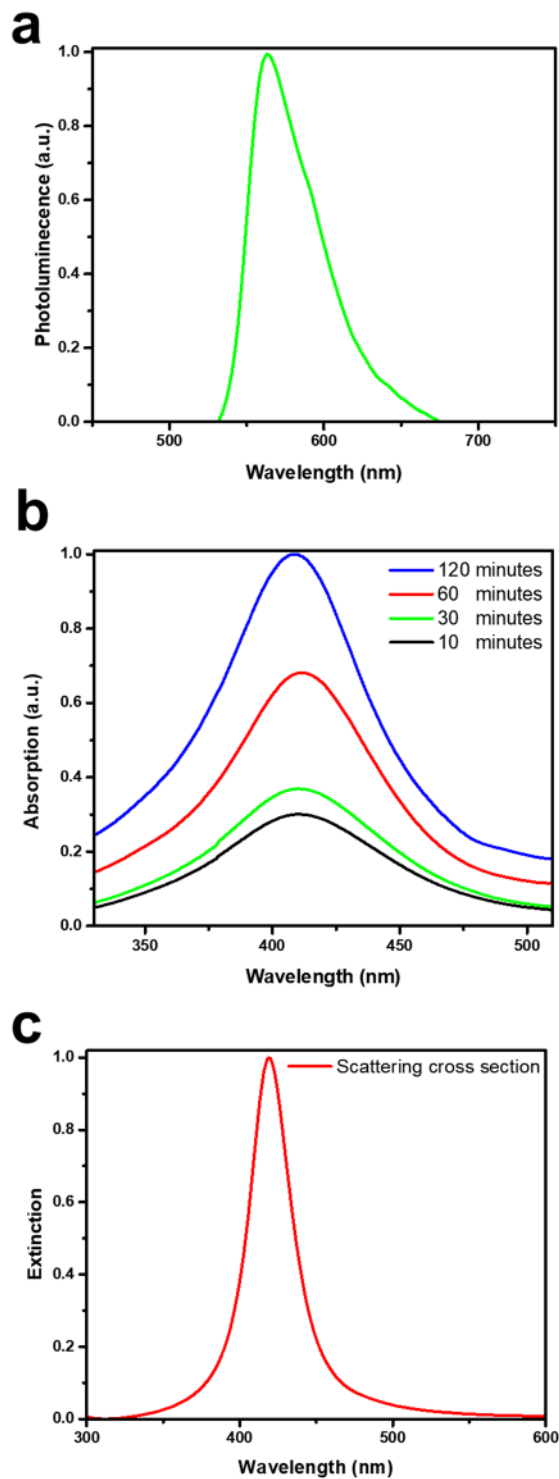 a
1.0
0.8
0.6
0.4
0.2
0.0
Photoluminecence (a.u.)
500 600 700
Wavelength (nm)
b
1.0
0.8
0.6
0.4
0.2
0.0
Absorption (a.u.)
120 minutes
60 minutes
30 minutes
10 minutes
350 400 450 500
Wavelength (nm)
c
1.0
0.8
0.6
0.4
0.2
0.0
Extinction
Scattering cross section
300 400 500 600
Wavelength (nm)